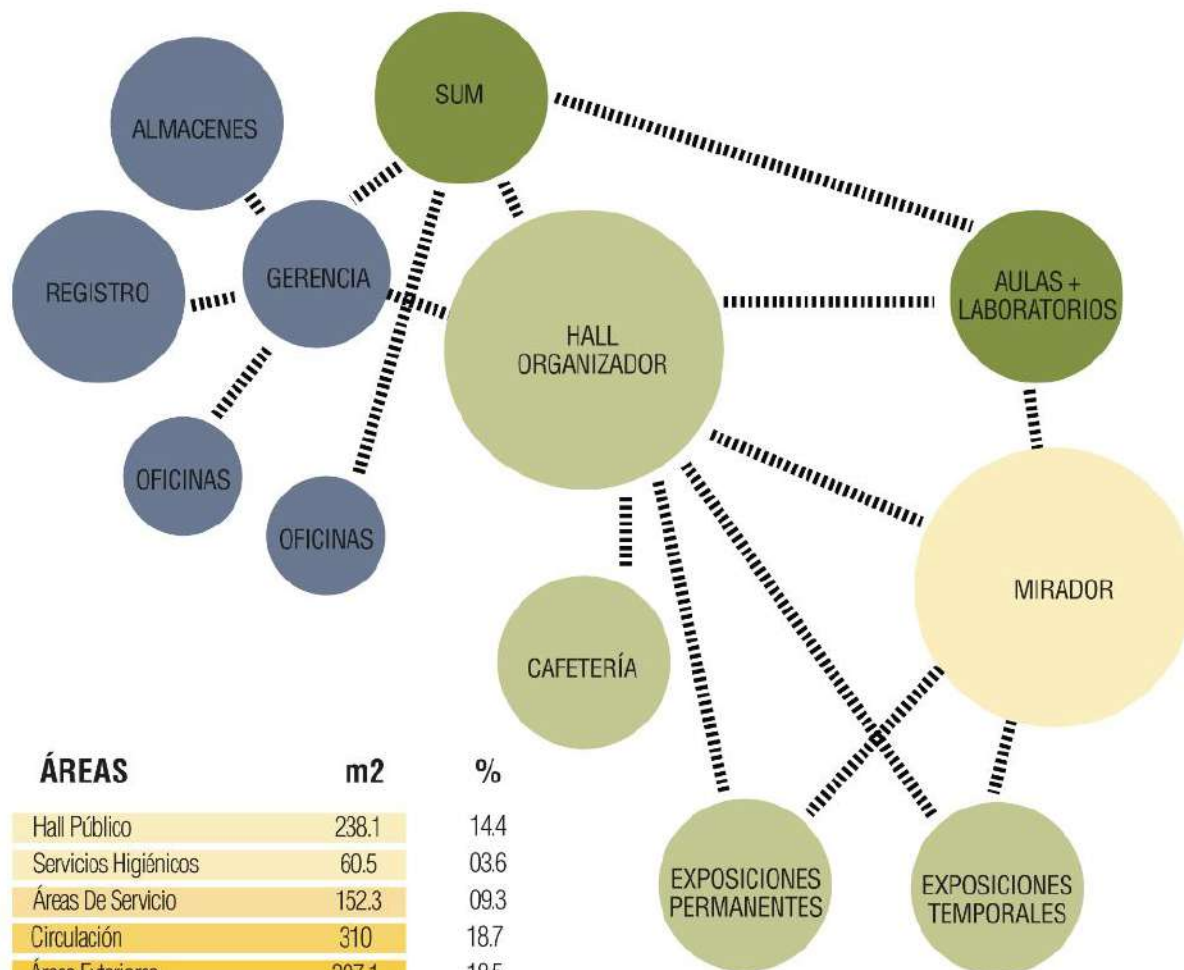 SUM
ALMACENES
GERENCIA
REGISTRO
AULAS +
LABORATORIOS
HALL
ORGANIZADOR
OFICINAS
OFICINAS
MIRADOR
CAFETERÍA
EXPOSICIONES
PERMANENTES
EXPOSICIONES
TEMPORALES
ÁREAS m2 %
Hall Público 238.1 14.4
Servicios Higiénicos 60.5 03.6
Áreas De Servicio 152.3 09.3
Circulación 310 18.7